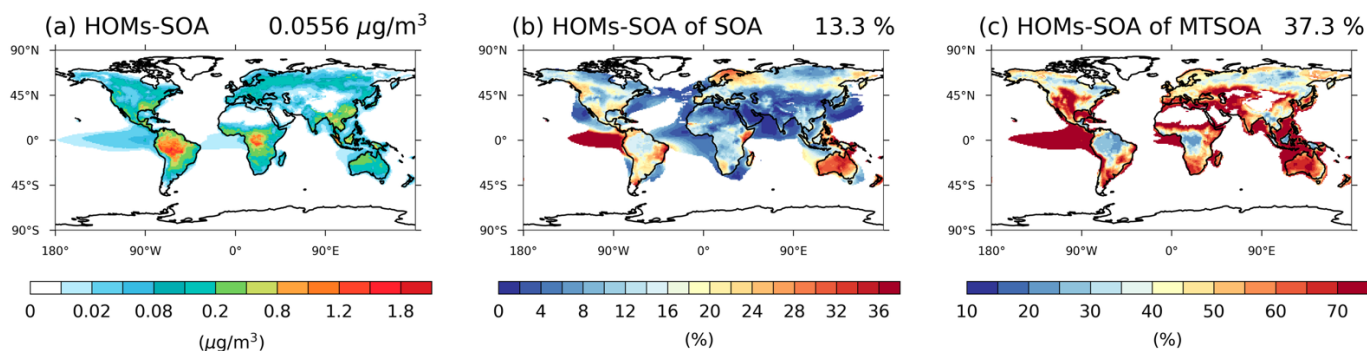 (a) HOMs-SOA 0.0556 μg/m³
90°N
45°N
0°
45°S
90°S
180° 90°W 0° 90°E
0 0.02 0.08 0.2 0.5 0.8 1.2 1.8
(μg/m³)
(b) HOMs-SOA of SOA 13.3 %
90°N
45°N
0°
45°S
90°S
180° 90°W 0° 90°E
0 4 8 12 16 20 24 28 32 36
(%)
(c) HOMs-SOA of MTSOA 37.3 %
90°N
45°N
0°
45°S
90°S
180° 90°W 0° 90°E
10 20 30 40 50 60 70
(%)